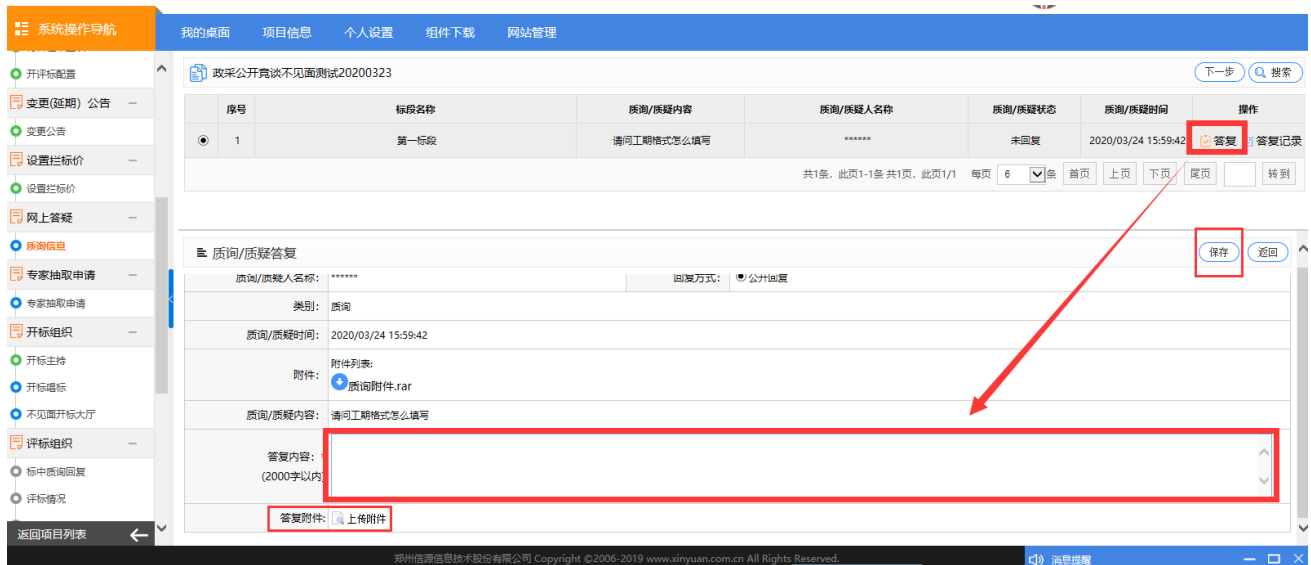 系统操作导航
我的桌面 项目信息 个人设置 组件下载 网站管理
开评标配置
变更(延期）公告
变更公告
设置拦标价
设置拦标价
网上答疑
质询信息
专家抽取申请
专家抽取申请
开标组织
开标主持
开标唱标
不见面开标大厅
评标组织
标中质询回复
评标情况
返回项目列表
政采公开竞谈不见面测试20200323 下一步 搜索
序号 标段名称 质询/质疑内容 质询/质疑人名称 质询/质疑状态 质询/质疑时间 操作
1 第一标段 请问工期格式怎么填写 ****** 未回复 2020/03/24 15:59:42 答复 答复记录
共1条, 此页1-1条 共1页, 此页1/1 每页 6 条 首页 上页 下页 尾页 转到
质询/质疑答复 保存 返回
质询/质疑人名称: ****** 回复方式: 公开回复
类别: 质询
质询/质疑时间: 2020/03/24 15:59:42
附件: 附件列表:
质询附件.rar
质询/质疑内容: 请问工期格式怎么填写
答复内容: *
(2000字以内)
答复附件: 上传附件
郑州信源信息技术股份有限公司 Copyright ©2006-2019 www.xinyuan.com.cn All Rights Reserved. 消息提醒